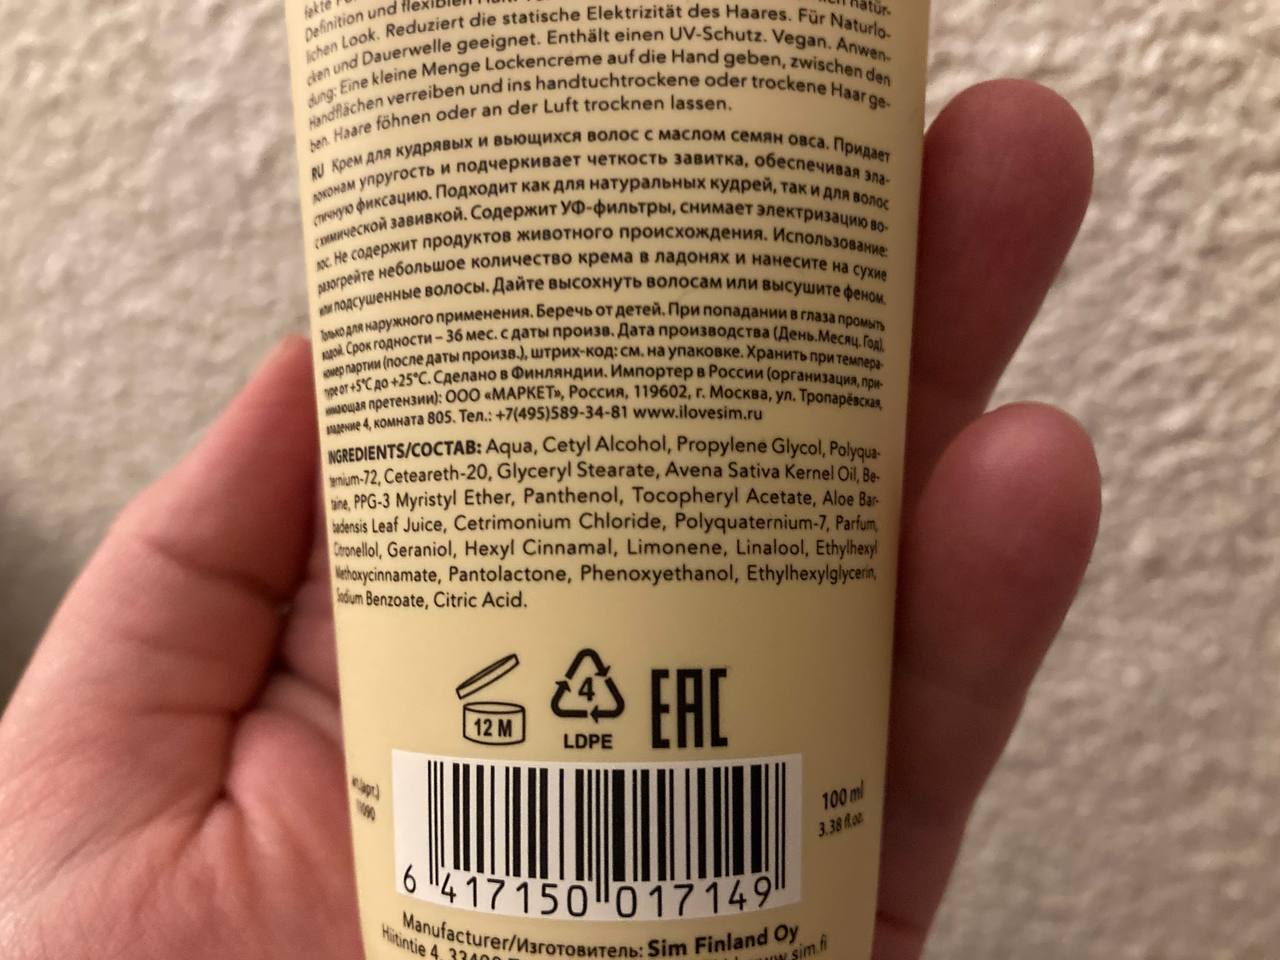 Definition und flexiblen
lichen Look. Reduziert die statische Elektrizität des Haares. Für Naturlo-
cken und Dauerwelle geeignet. Enthält einen UV-Schutz. Vegan. Anwen-
dung: Eine kleine Menge Lockencreme auf die Hand geben, zwischen den
Handflächen verreiben und ins handtuchtrockene oder trockene Haar ge-
ben. Haare föhnen oder an der Luft trocknen lassen.
RU Крем для кудрявых и вьющихся волос с маслом семян овса. Придает
локонам упругость и подчеркивает четкость завитка, обеспечивая эла-
стичную фиксацию. Подходит как для натуральных кудрей, так и для волос
с химической завивкой. Содержит УФ-фильтры, снимает электризацию во-
лос. Не содержит продуктов животного происхождения. Использование:
разогрейте небольшое количество крема в ладонях и нанесите на сухие
или подсушенные волосы. Дайте высохнуть волосам или высушите феном.
Только для наружного применения. Беречь от детей. При попадании в глаза промыть
водой. Срок годности – 36 мес. с даты произв. Дата производства (День.Месяц.Год),
номер партии (после даты произв.), штрих-код: см. на упаковке. Хранить при темпера-
туре от +5°C до +25°C. Сделано в Финляндии. Импортер в России (организация, при-
нимающая претензии): ООО «МАРКЕТ», Россия, 119602, г. Москва, ул. Тропарёвская,
владение 4, комната 805. Тел.: +7(495)589-34-81 www.ilovesim.ru
INGREDIENTS/СОСТАВ: Aqua, Cetyl Alcohol, Propylene Glycol, Polyqua-
ternium-72, Ceteareth-20, Glyceryl Stearate, Avena Sativa Kernel Oil, Be-
taine, PPG-3 Myristyl Ether, Panthenol, Tocopheryl Acetate, Aloe Bar-
badensis Leaf Juice, Cetrimonium Chloride, Polyquaternium-7, Parfum,
Citronellol, Geraniol, Hexyl Cinnamal, Limonene, Linalool, Ethylhexyl
Methoxycinnamate, Pantolactone, Phenoxyethanol, Ethylhexylglycerin,
Sodium Benzoate, Citric Acid.
12 M
4
LDPE
EAC
100 ml
3.38 fl.oz.
6 417150 017149
Manufacturer/Изготовитель: Sim Finland Oy
Hiitintie 4,
www.sim.fi